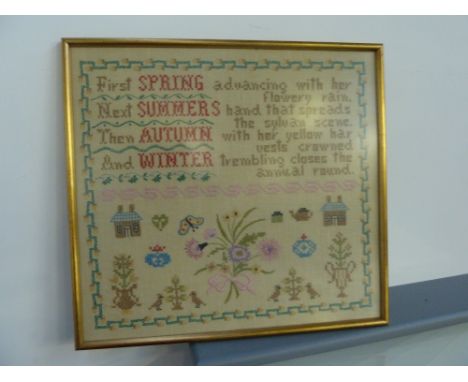 First SPRING advancing with her
flowery rain,
Next SUMMERS hand that spreads
the sylvan scene.
Then AUTUMN with her yellow har
vests crowned
And WINTER trembling closes the
annual round.